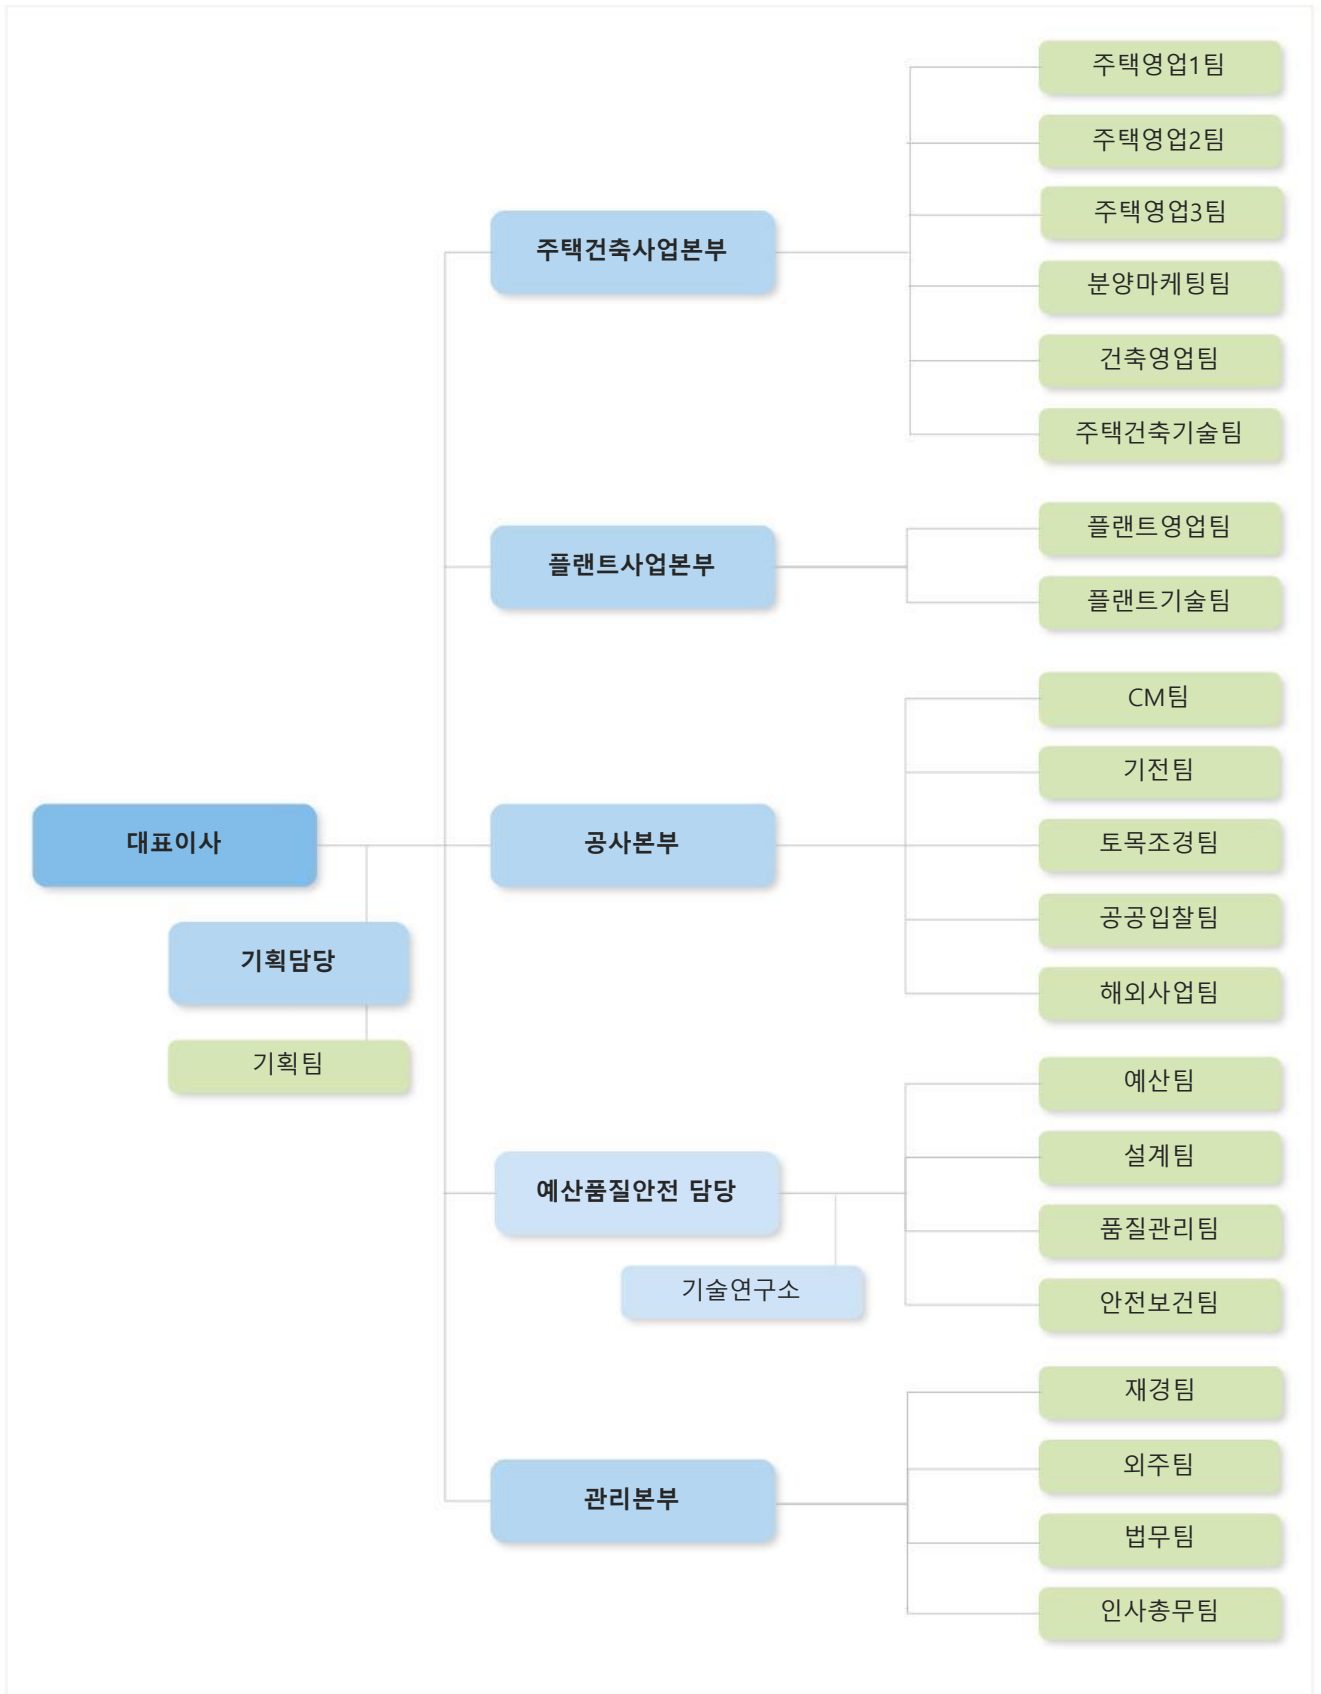 대표이사
기획담당
기획팀
주택건축사업본부
주택영업1팀
주택영업2팀
주택영업3팀
분양마케팅팀
건축영업팀
주택건축기술팀
플랜트사업본부
플랜트영업팀
플랜트기술팀
공사본부
CM팀
기전팀
토목조경팀
공공입찰팀
해외사업팀
예산품질안전 담당
기술연구소
예산팀
설계팀
품질관리팀
안전보건팀
관리본부
재경팀
외주팀
법무팀
인사총무팀